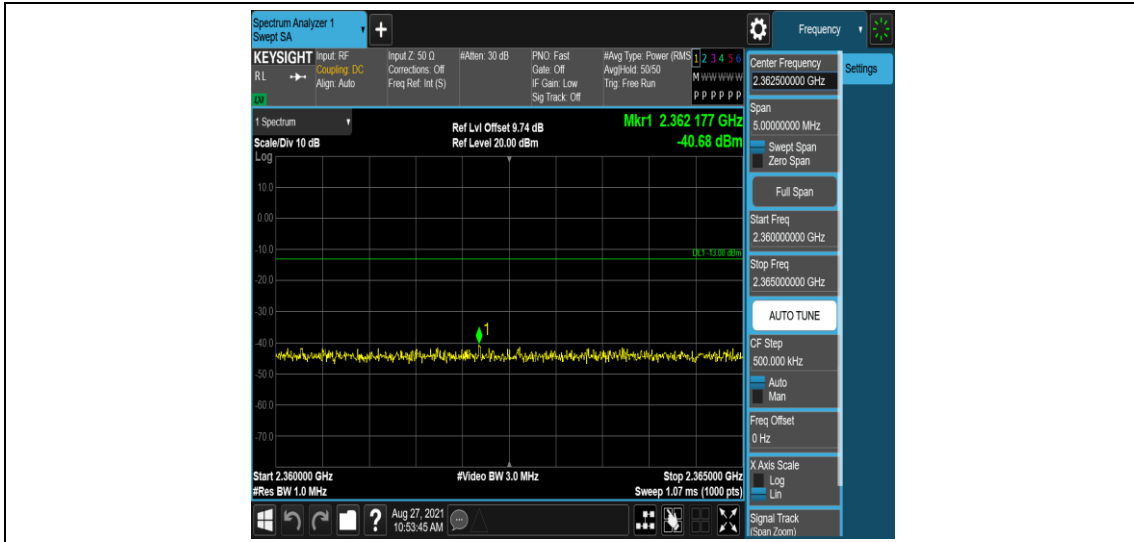 Spectrum Analyzer 1
Swept SA
+
Frequency
KEYSIGHT
RL
Input: RF
Coupling: DC
Align: Auto
Input Z: 50 Ω
Corrections: Off
Freq Ref: Int (S)
#Atten: 30 dB
PNO: Fast
Gate: Off
IF Gain: Low
Sig Track: Off
#Avg Type: Power (RMS
Avg|Hold: 50/50
Trig: Free Run
1 2 3 4 5 6
M W W W W W
P P P P P P
1 Spectrum
Scale/Div 10 dB
Log
Ref Lvl Offset 9.74 dB
Ref Level 20.00 dBm
Mkr1 2.362 177 GHz
-40.68 dBm
10.0
0.00
-10.0
-20.0
-30.0
-40.0
-50.0
-60.0
-70.0
DL1 -13.00 dBm
1
Start 2.360000 GHz
#Res BW 1.0 MHz
#Video BW 3.0 MHz
Stop 2.365000 GHz
Sweep 1.07 ms (1000 pts)
?
Aug 27, 2021
10:53:45 AM
Center Frequency
2.362500000 GHz
Span
5.00000000 MHz
Swept Span
Zero Span
Full Span
Start Freq
2.360000000 GHz
Stop Freq
2.365000000 GHz
AUTO TUNE
CF Step
500.000 kHz
Auto
Man
Freq Offset
0 Hz
X Axis Scale
Log
Lin
Signal Track
(Span Zoom)
Settings